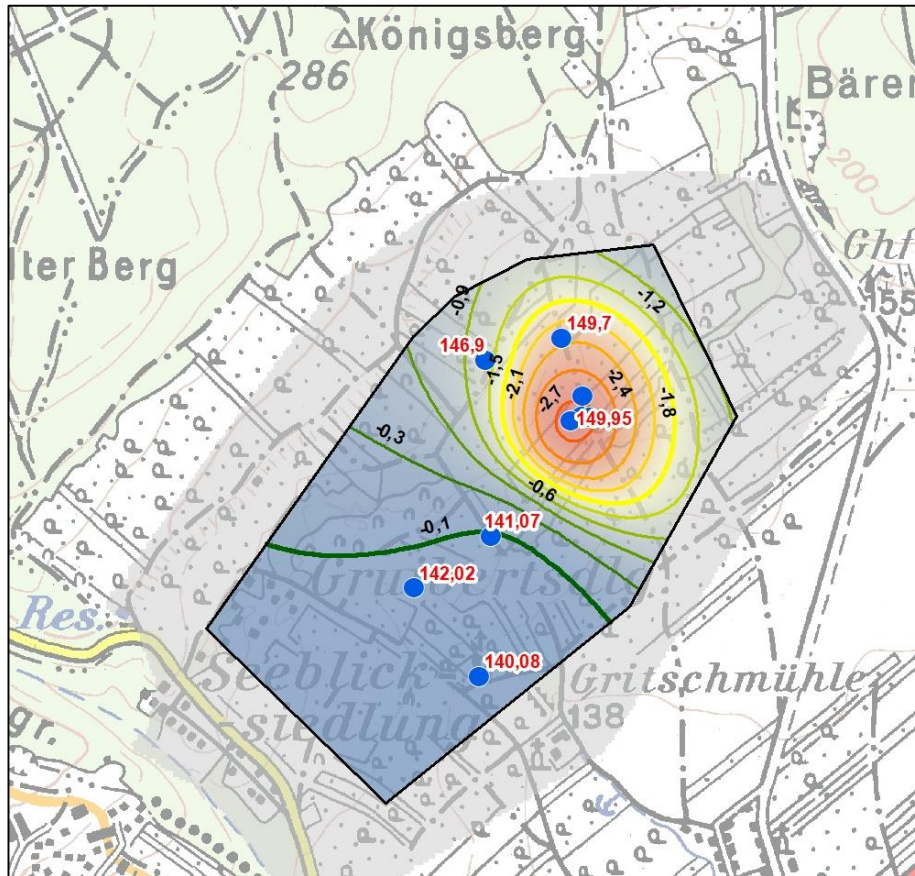 Königsberg
286
Bären
200
lter Berg
Ghf
155
-0,9
-1,2
149,7
146,9
-1,5
-2,1
-2,4
-2,7
-1,8
149,95
-0,3
-0,6
-0,1
141,07
142,02
Res.
140,08
Seeblick-
siedlung
Gritschmühle
138
gr.